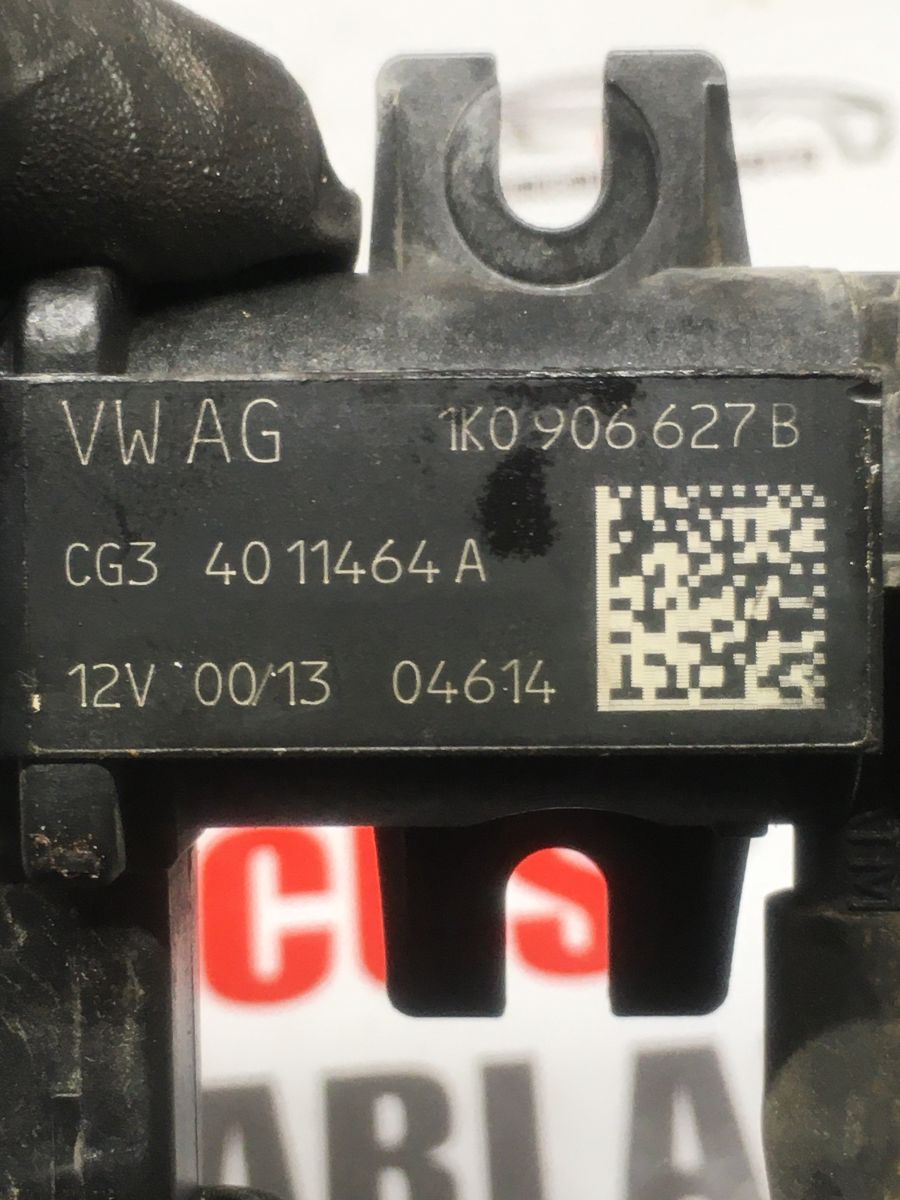 VW AG 1K0 906 627 B
CG3 40 11464 A
12V 00/13 04614